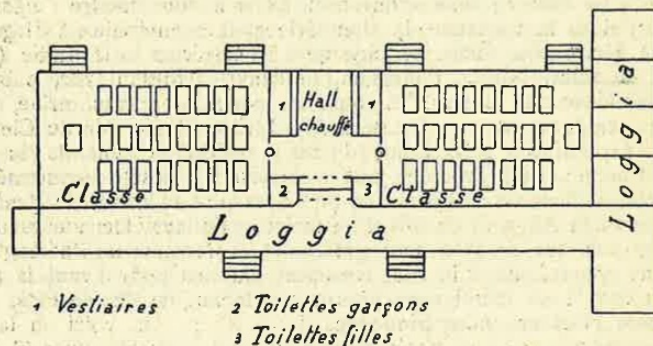 1
Hall
chauffé
1
Loggia
Classe
2
3
Classe
Loggia
1 Vestiaires
2 Toilettes garçons
3 Toilettes filles